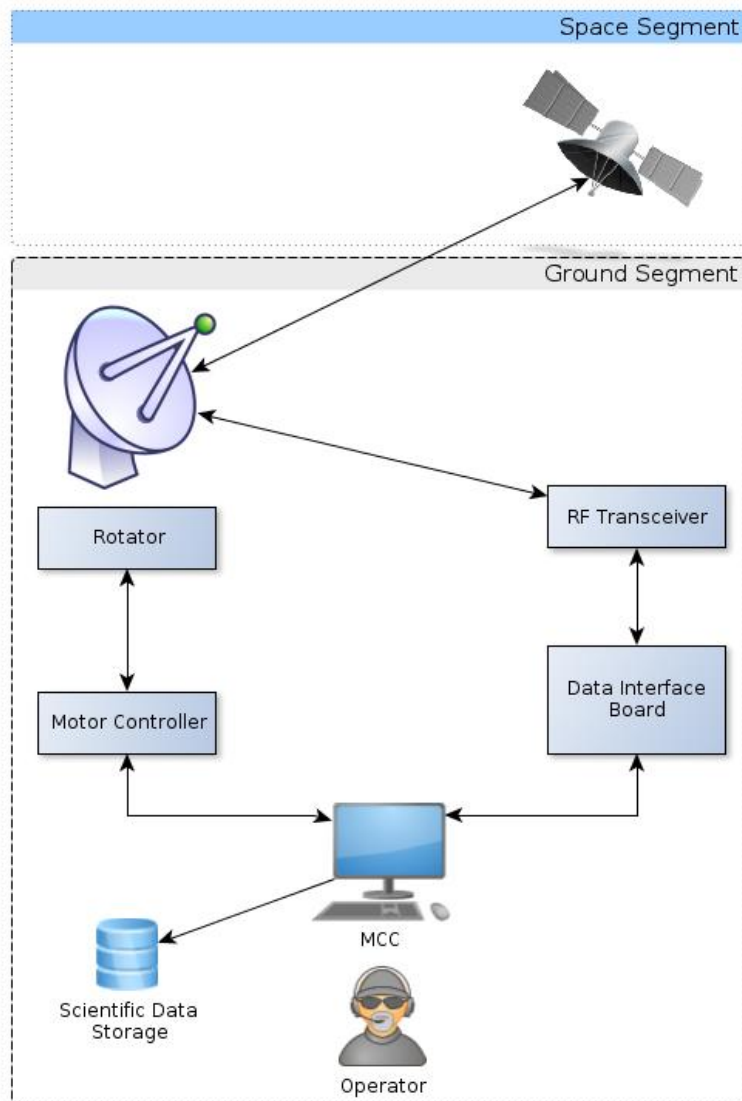 Space Segment
Ground Segment
Rotator
RF Transceiver
Motor Controller
Data Interface
Board
MCC
Scientific Data
Storage
Operator